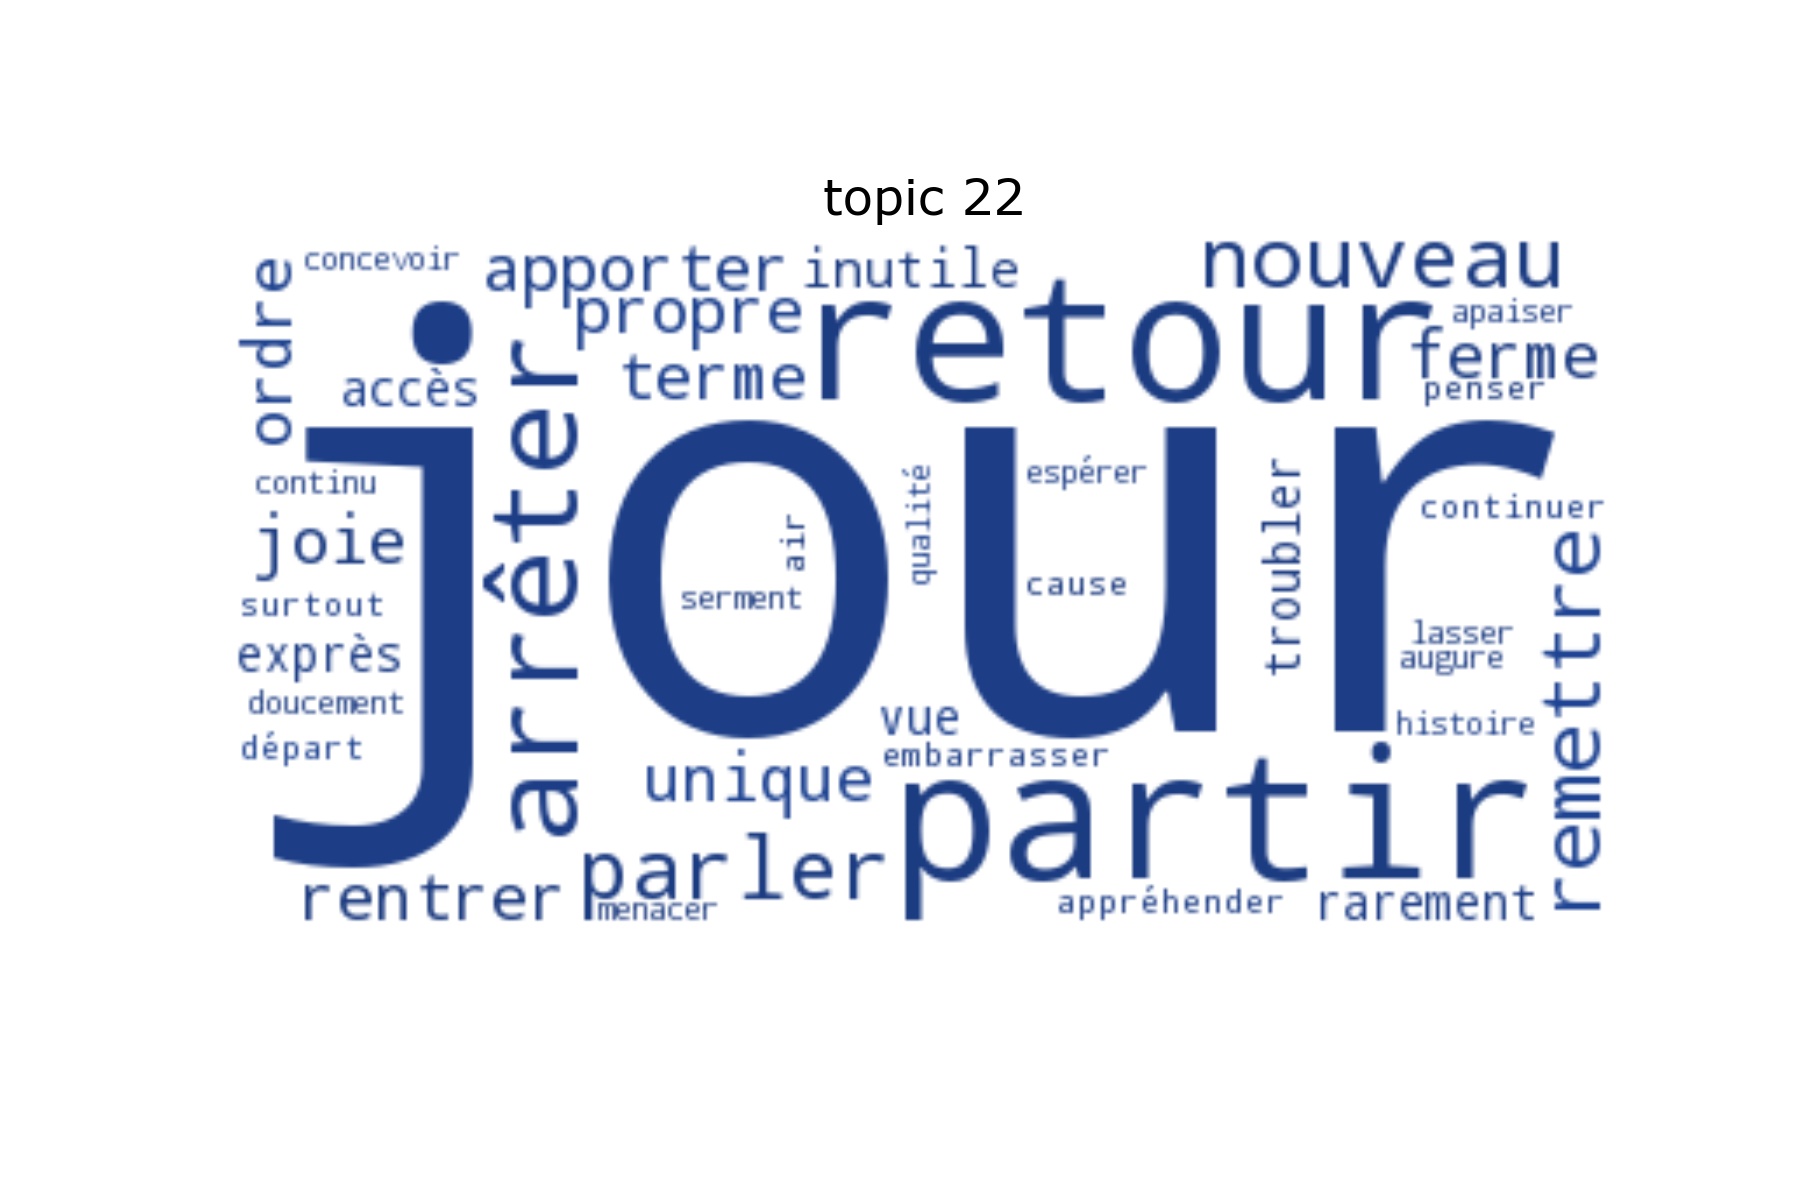 topic 22
concevoir
apporter
inutile
nouveau
ordre
propre
retour
apaiser
ferme
accès
terme
penser
arrêter
jour
continu
qualité
espérer
troubler
continuer
joie
air
serment
cause
remettre
surtout
exprès
lasser
augure
doucement
vue
histoire
départ
embarrasser
unique
partir
parler
rentrer
menacer
appréhender
rarement